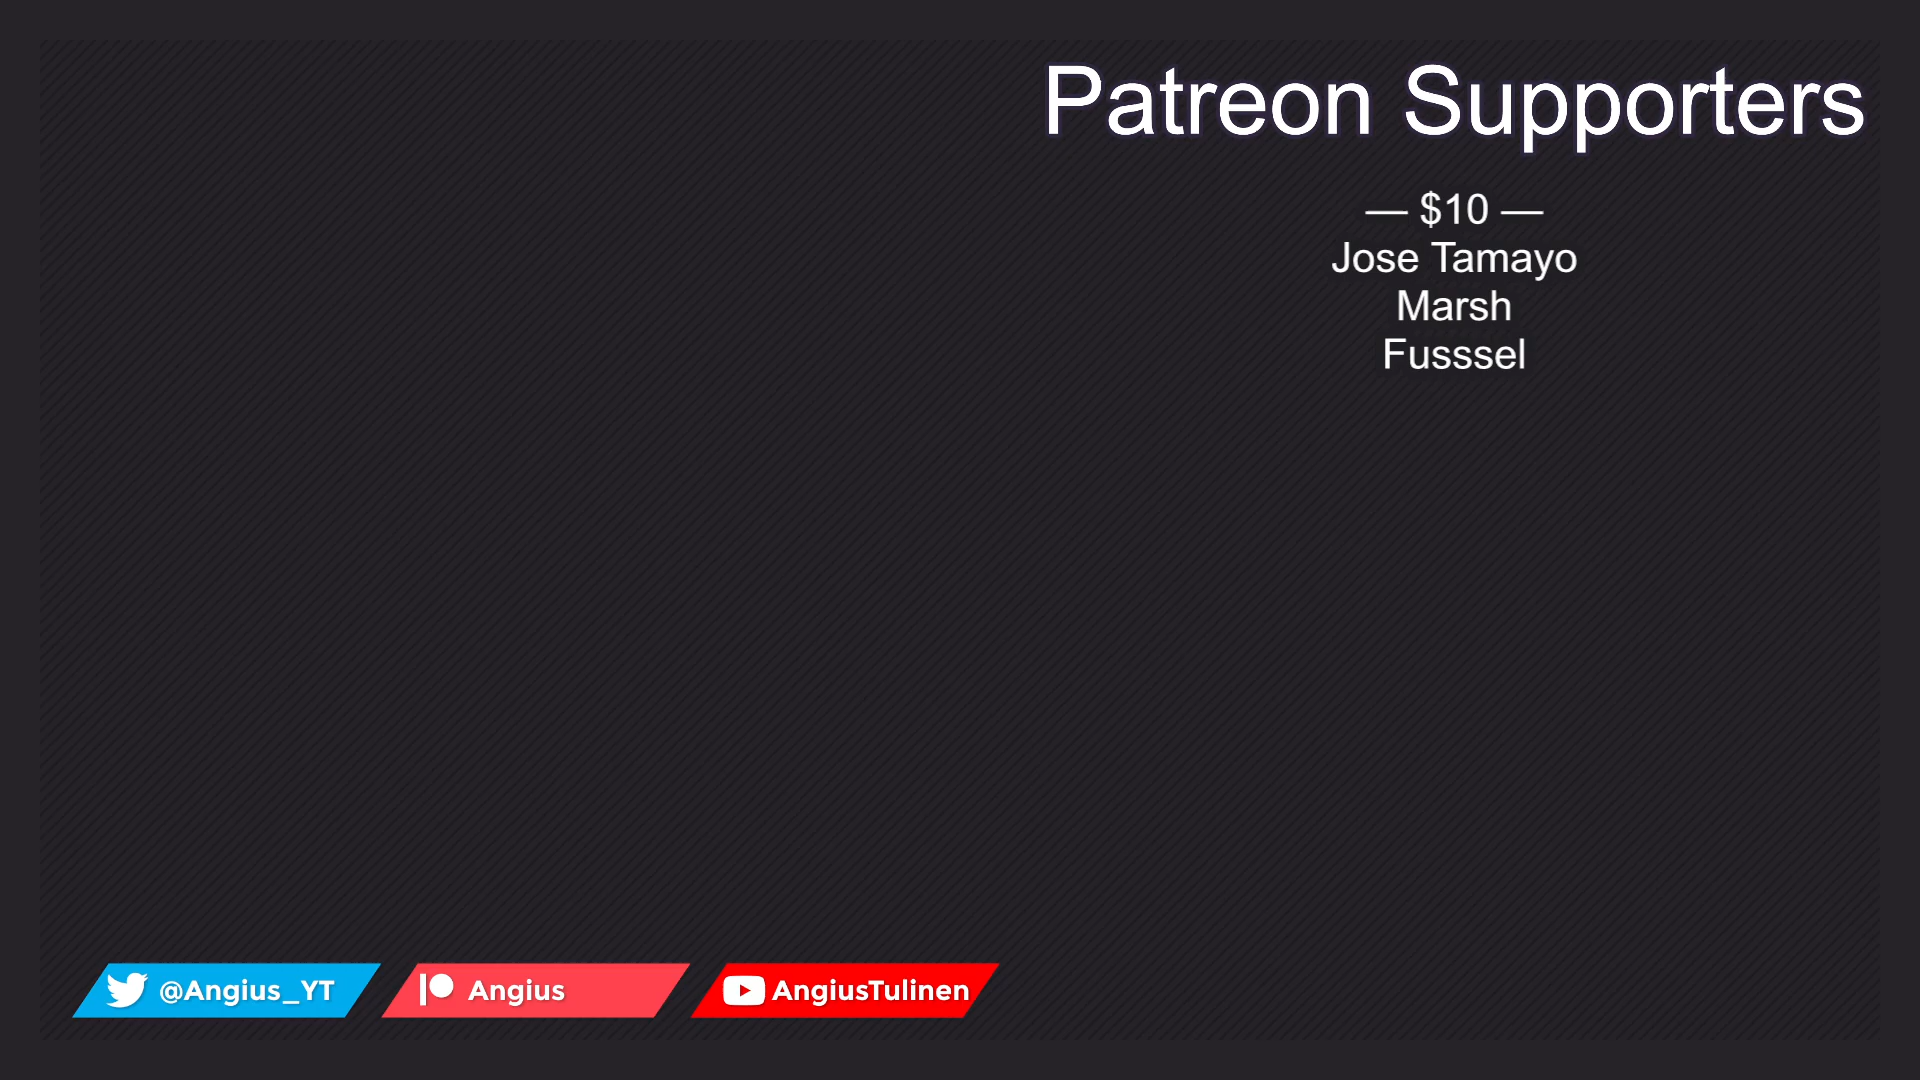 Patreon Supporters
— $10 —
Jose Tamayo
Marsh
Fusssel
@Angius_YT
Angius
AngiusTulinen